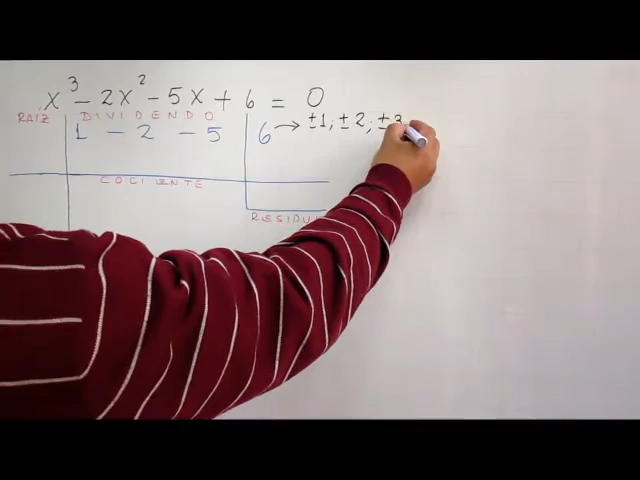 x³ - 2x² - 5x + 6 = 0
RAIZ DIVIDENDO
1 - 2 - 5 6 → ±1; ±2; ±3
COCIENTE
RESIDUO